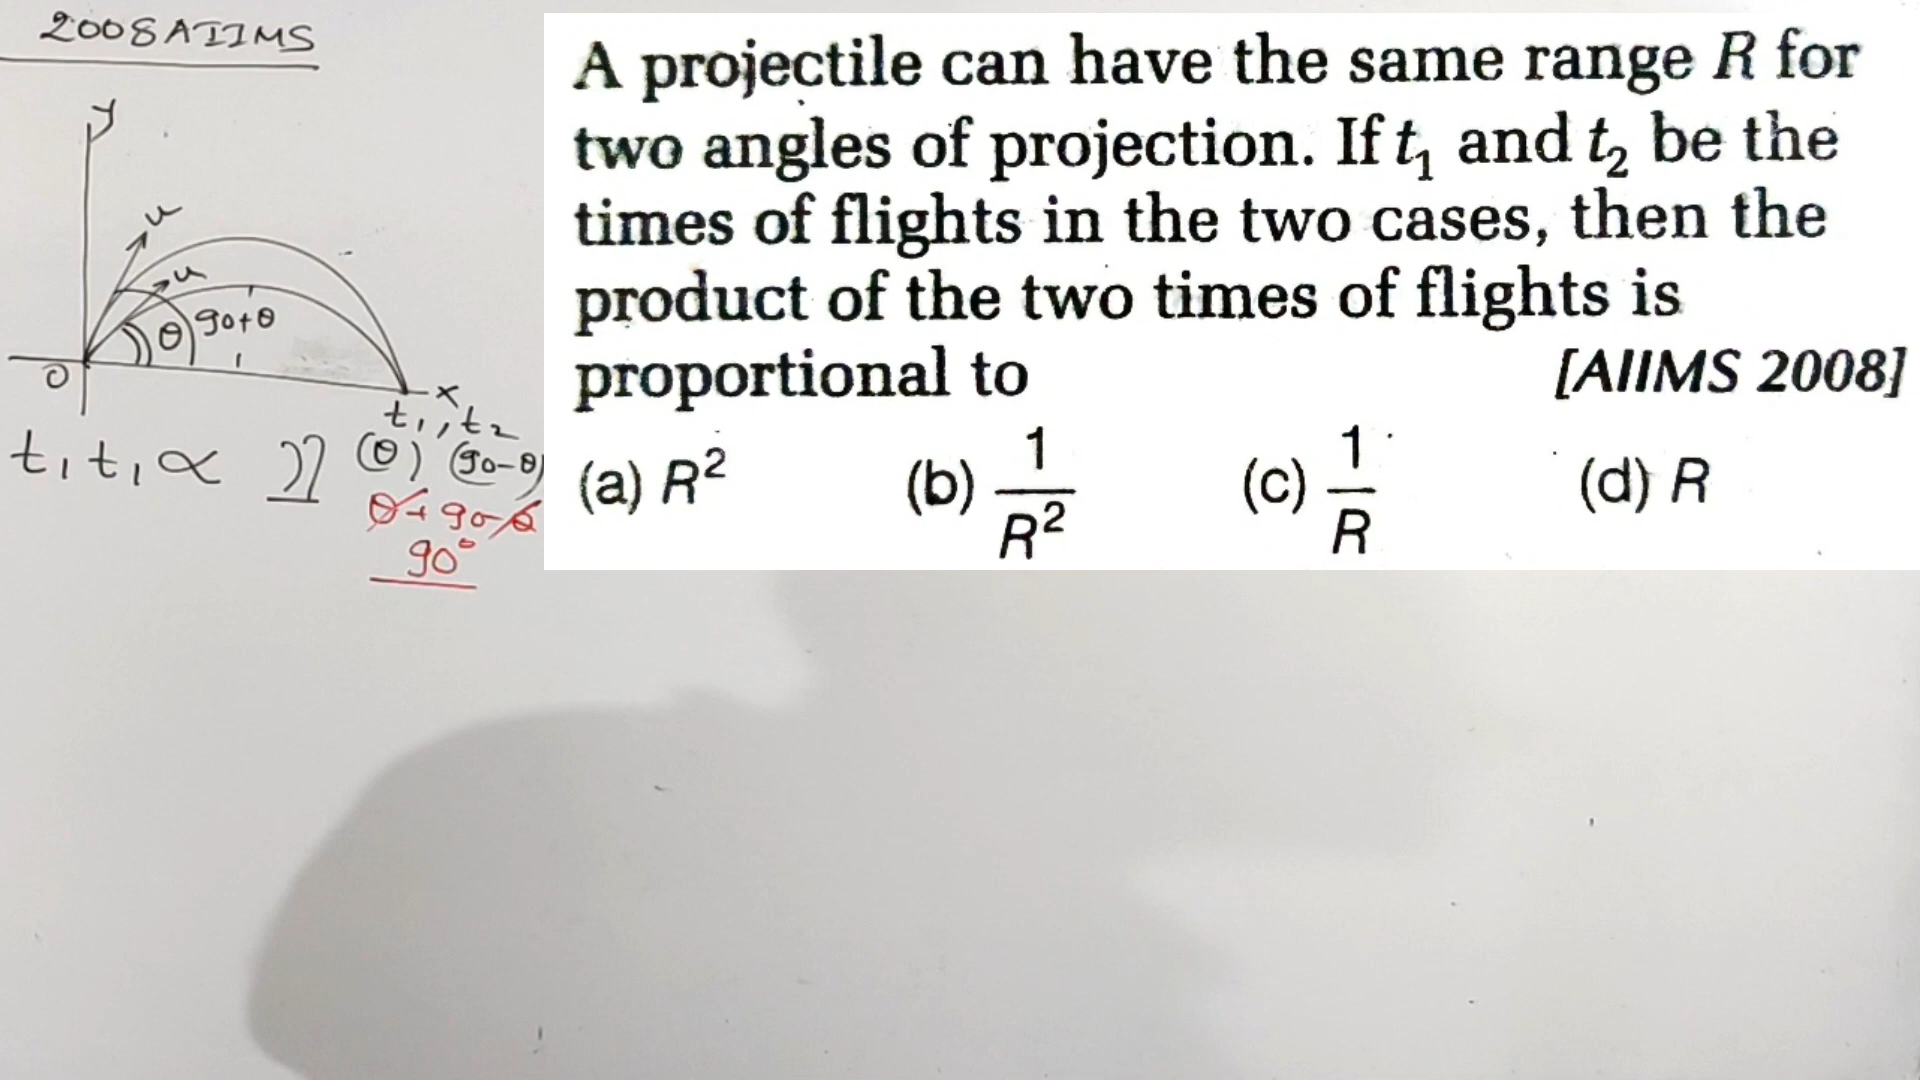 2008 AIIMS
y
u
u
θ 90+θ
O
x
t₁, t₂
t₁ t₁ ∝ (θ) (90-θ)
θ+90-θ
90°
A projectile can have the same range R for
two angles of projection. If t₁ and t₂ be the
times of flights in the two cases, then the
product of the two times of flights is
proportional to [AIIMS 2008]
(a) R² (b) 1/R² (c) 1/R (d) R